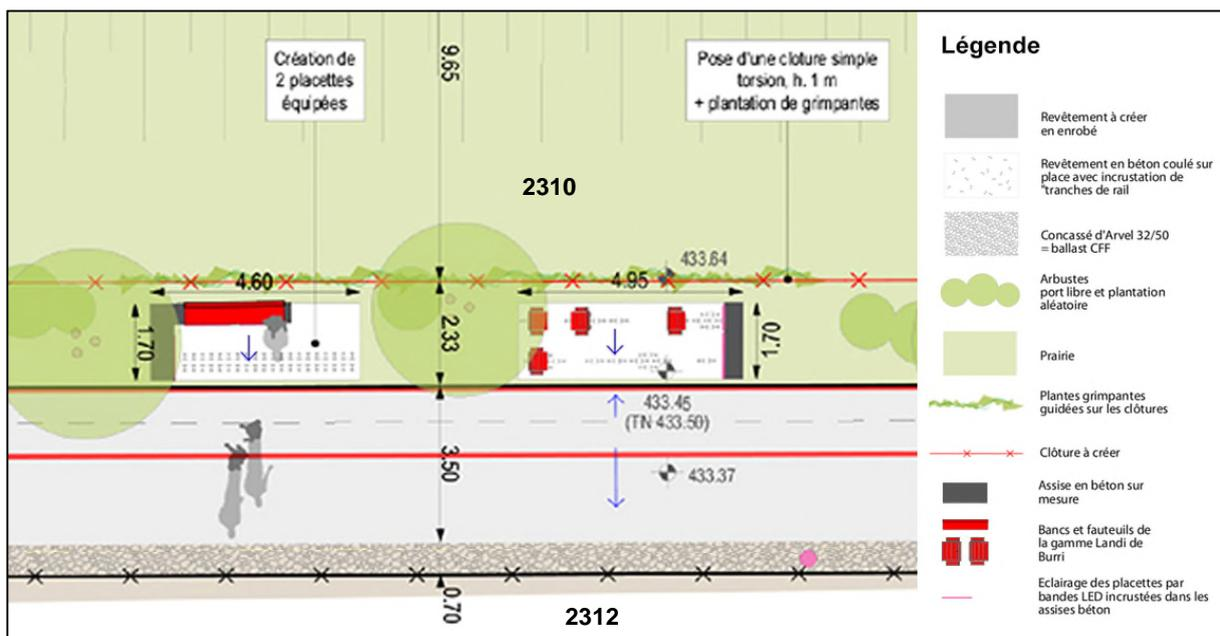 Création de
2 placettes
équipées
9.65
Pose d'une cloture simple
torsion, h. 1 m
+ plantation de grimpantes
2310
433.64
4.60
4.95
1.70
2.33
1.70
433.45
(TN 433.50)
3.50
433.37
0.70
2312
Légende
Revêtement à créer
en enrobé
Revêtement en béton coulé sur
place avec incrustation de
"tranches de rail
Concassé d'Arvel 32/50
= ballast CFF
Arbustes
port libre et plantation
aléatoire
Prairie
Plantes grimpantes
guidées sur les clôtures
Clôture à créer
Assise en béton sur
mesure
Bancs et fauteuils de
la gamme Landi de
Burri
Eclairage des placettes par
bandes LED incrustées dans les
assises béton